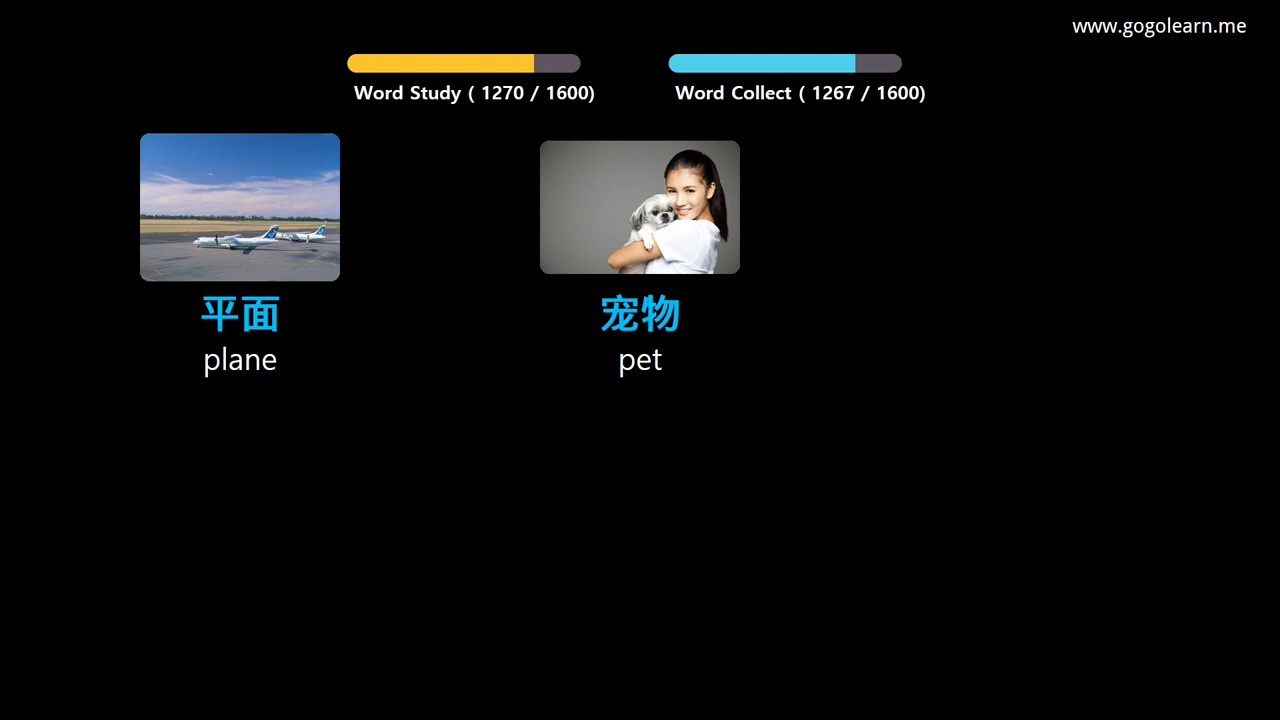 www.gogolearn.me
Word Study ( 1270 / 1600)
Word Collect ( 1267 / 1600)
平面
plane
宠物
pet